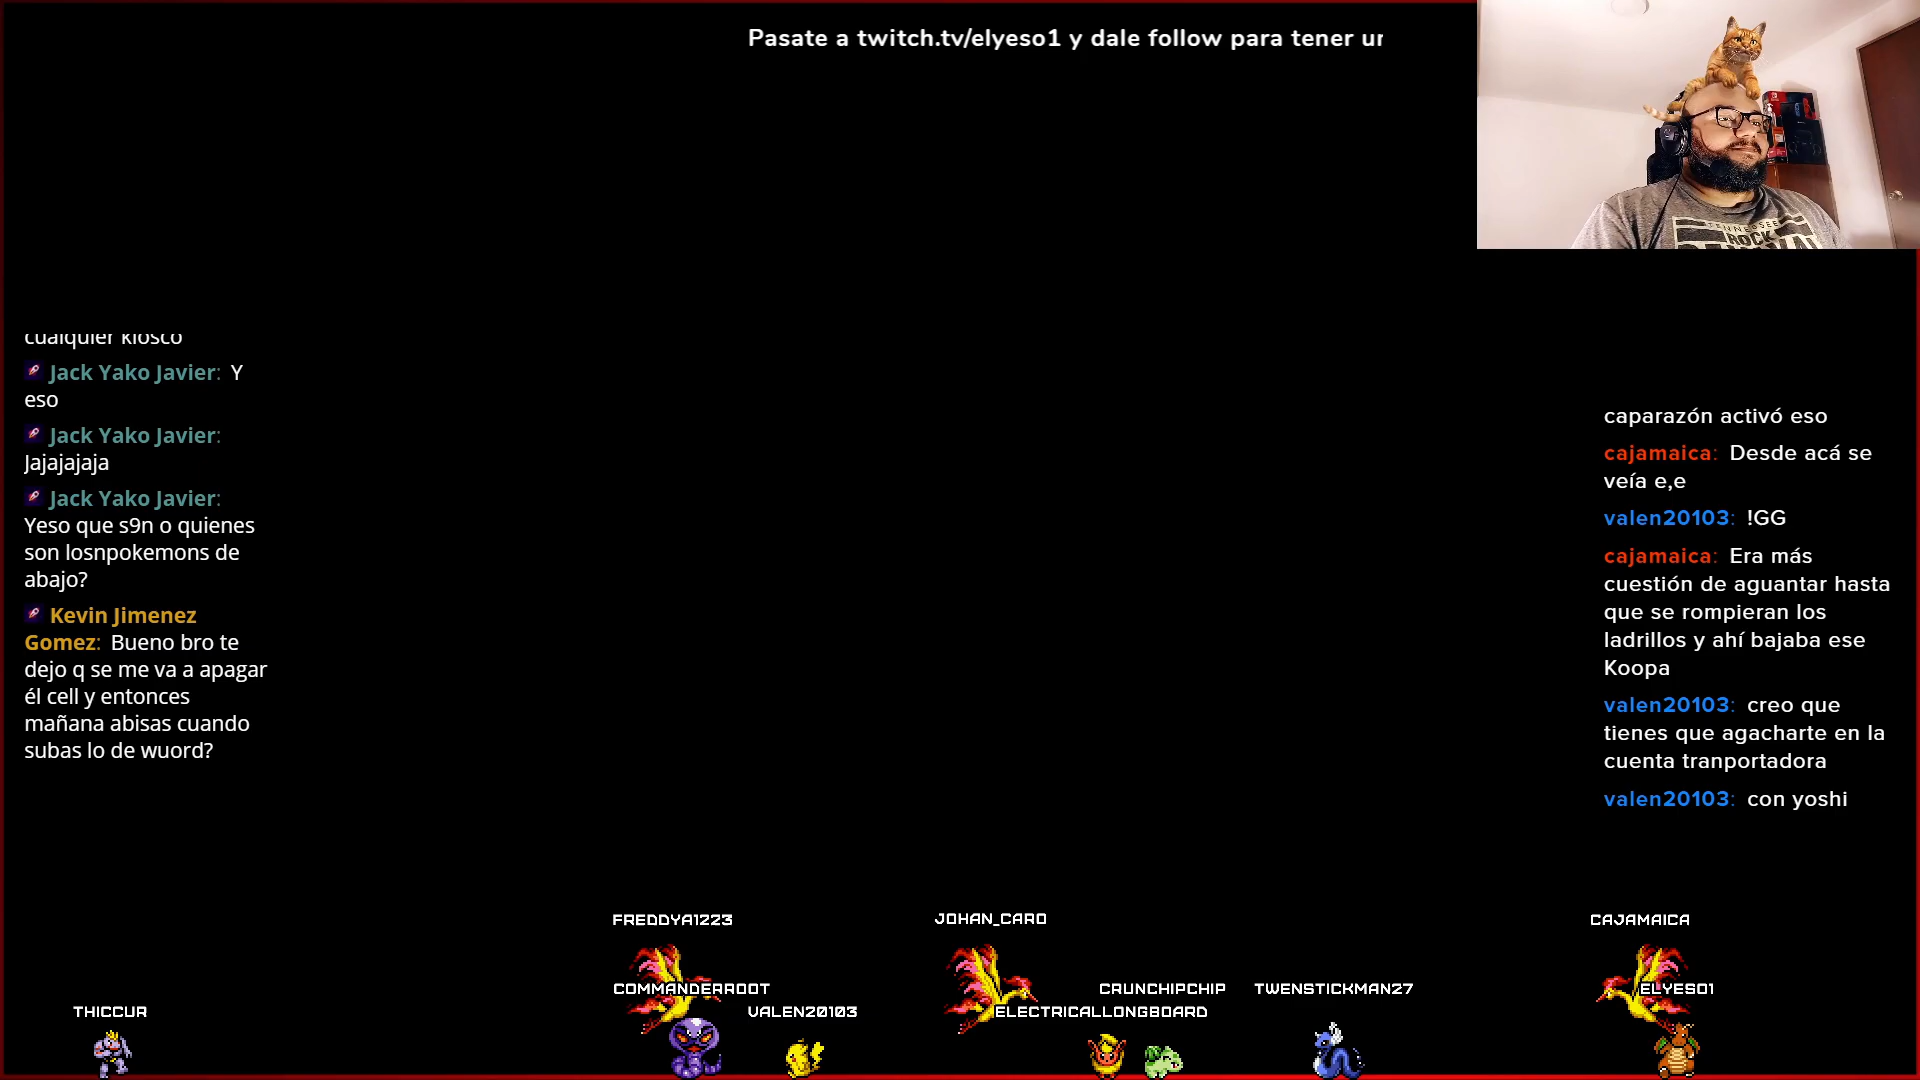 Pasate a twitch.tv/elyeso1 y dale follow para tener
TENNESSEE
ROCK
cualquier kiosco
Jack Yako Javier: Y
eso
Jack Yako Javier:
Jajajajaja
Jack Yako Javier:
Yeso que s9n o quienes
son losnpokemons de
abajo?
Kevin Jimenez
Gomez: Bueno bro te
dejo q se me va a apagar
él cell y entonces
mañana abisas cuando
subas lo de wuord?
caparazón activó eso
cajamaica: Desde acá se
veía e,e
valen20103: !GG
cajamaica: Era más
cuestión de aguantar hasta
que se rompieran los
ladrillos y ahí bajaba ese
Koopa
valen20103: creo que
tienes que agacharte en la
cuenta tranportadora
valen20103: con yoshi
FREDDYA1223
JOHAN_CARO
CAJAMAICA
COMMANDERROOT
CRUNCHIPCHIP
TWENSTICKMAN27
ELYESO1
THICCUR
VALEN20103
ELECTRICALLONGBOARD